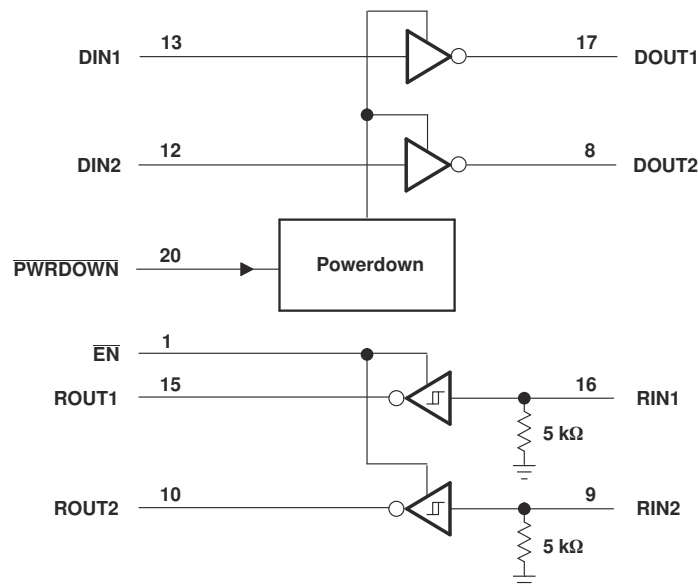 DIN1 13 17 DOUT1
DIN2 12 8 DOUT2
PWRDOWN 20 Powerdown
EN 1
ROUT1 15 16 RIN1
5 kΩ
ROUT2 10 9 RIN2
5 kΩ